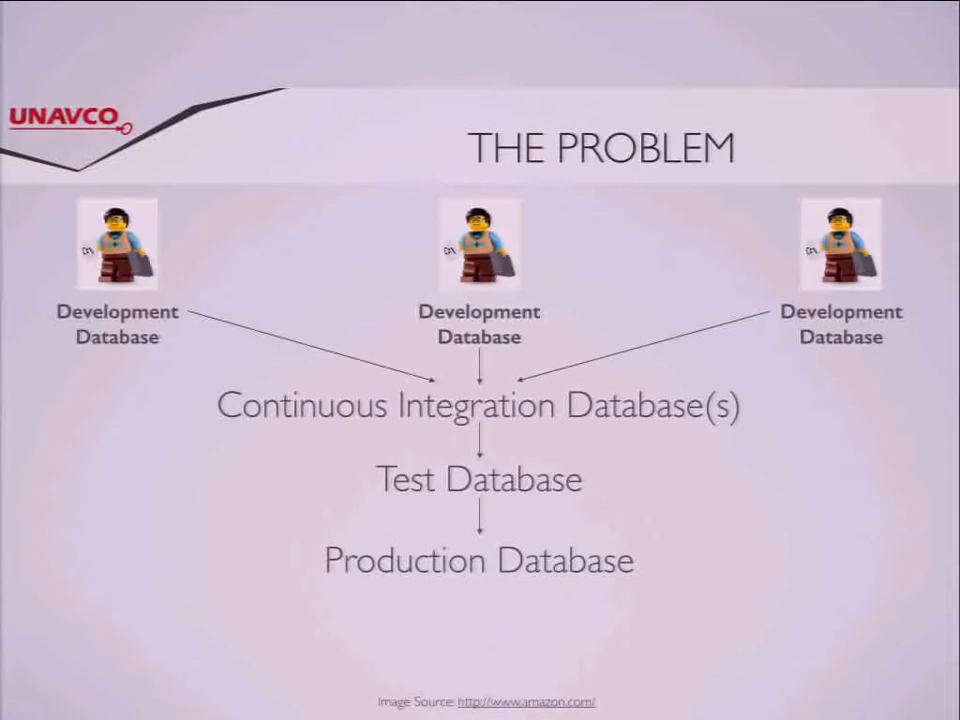 UNAVCO
THE PROBLEM
Development
Database
Development
Database
Development
Database
Continuous Integration Database(s)
Test Database
Production Database
Image Source: http://www.amazon.com/